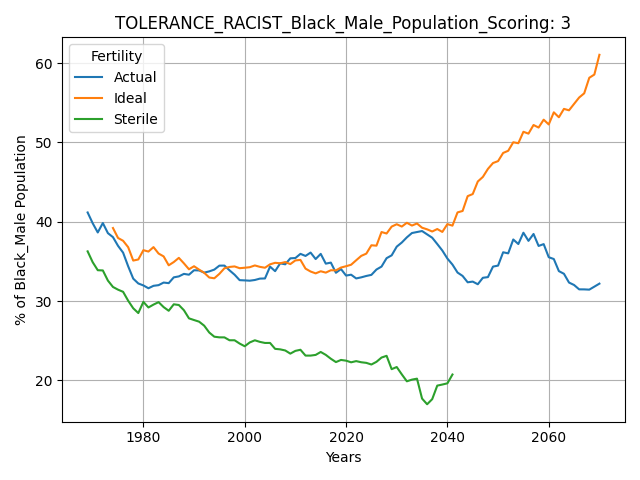 TOLERANCE_RACIST_Black_Male_Population_Scoring: 3
Fertility
Actual
Ideal
Sterile
% of Black_Male Population
60
50
40
30
20
1980
2000
2020
2040
2060
Years